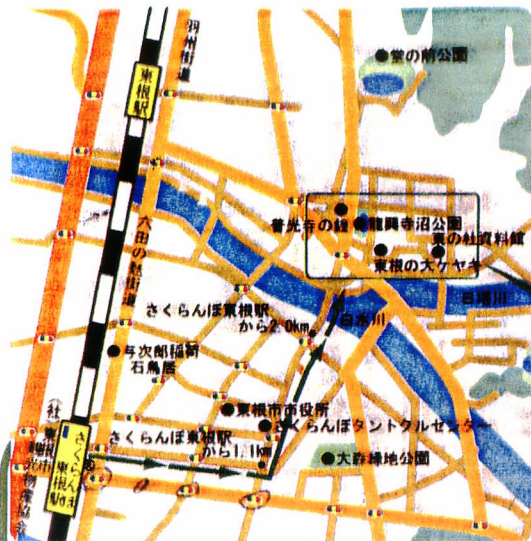 羽州街道
堂の前公園
東根駅
普光寺の鐘
龍興寺沼公園
東の杜資料館
東根の大ケヤキ
六田の麩街道
さくらんぼ東根駅
から2.0km
白水川
日塔川
与次郎稲荷
石鳥居
東根市市役所
さくらんぼタントクルセンター
さくらんぼ東根駅
から1.1km
大森緑地公園
さくらんぼ
東根駅